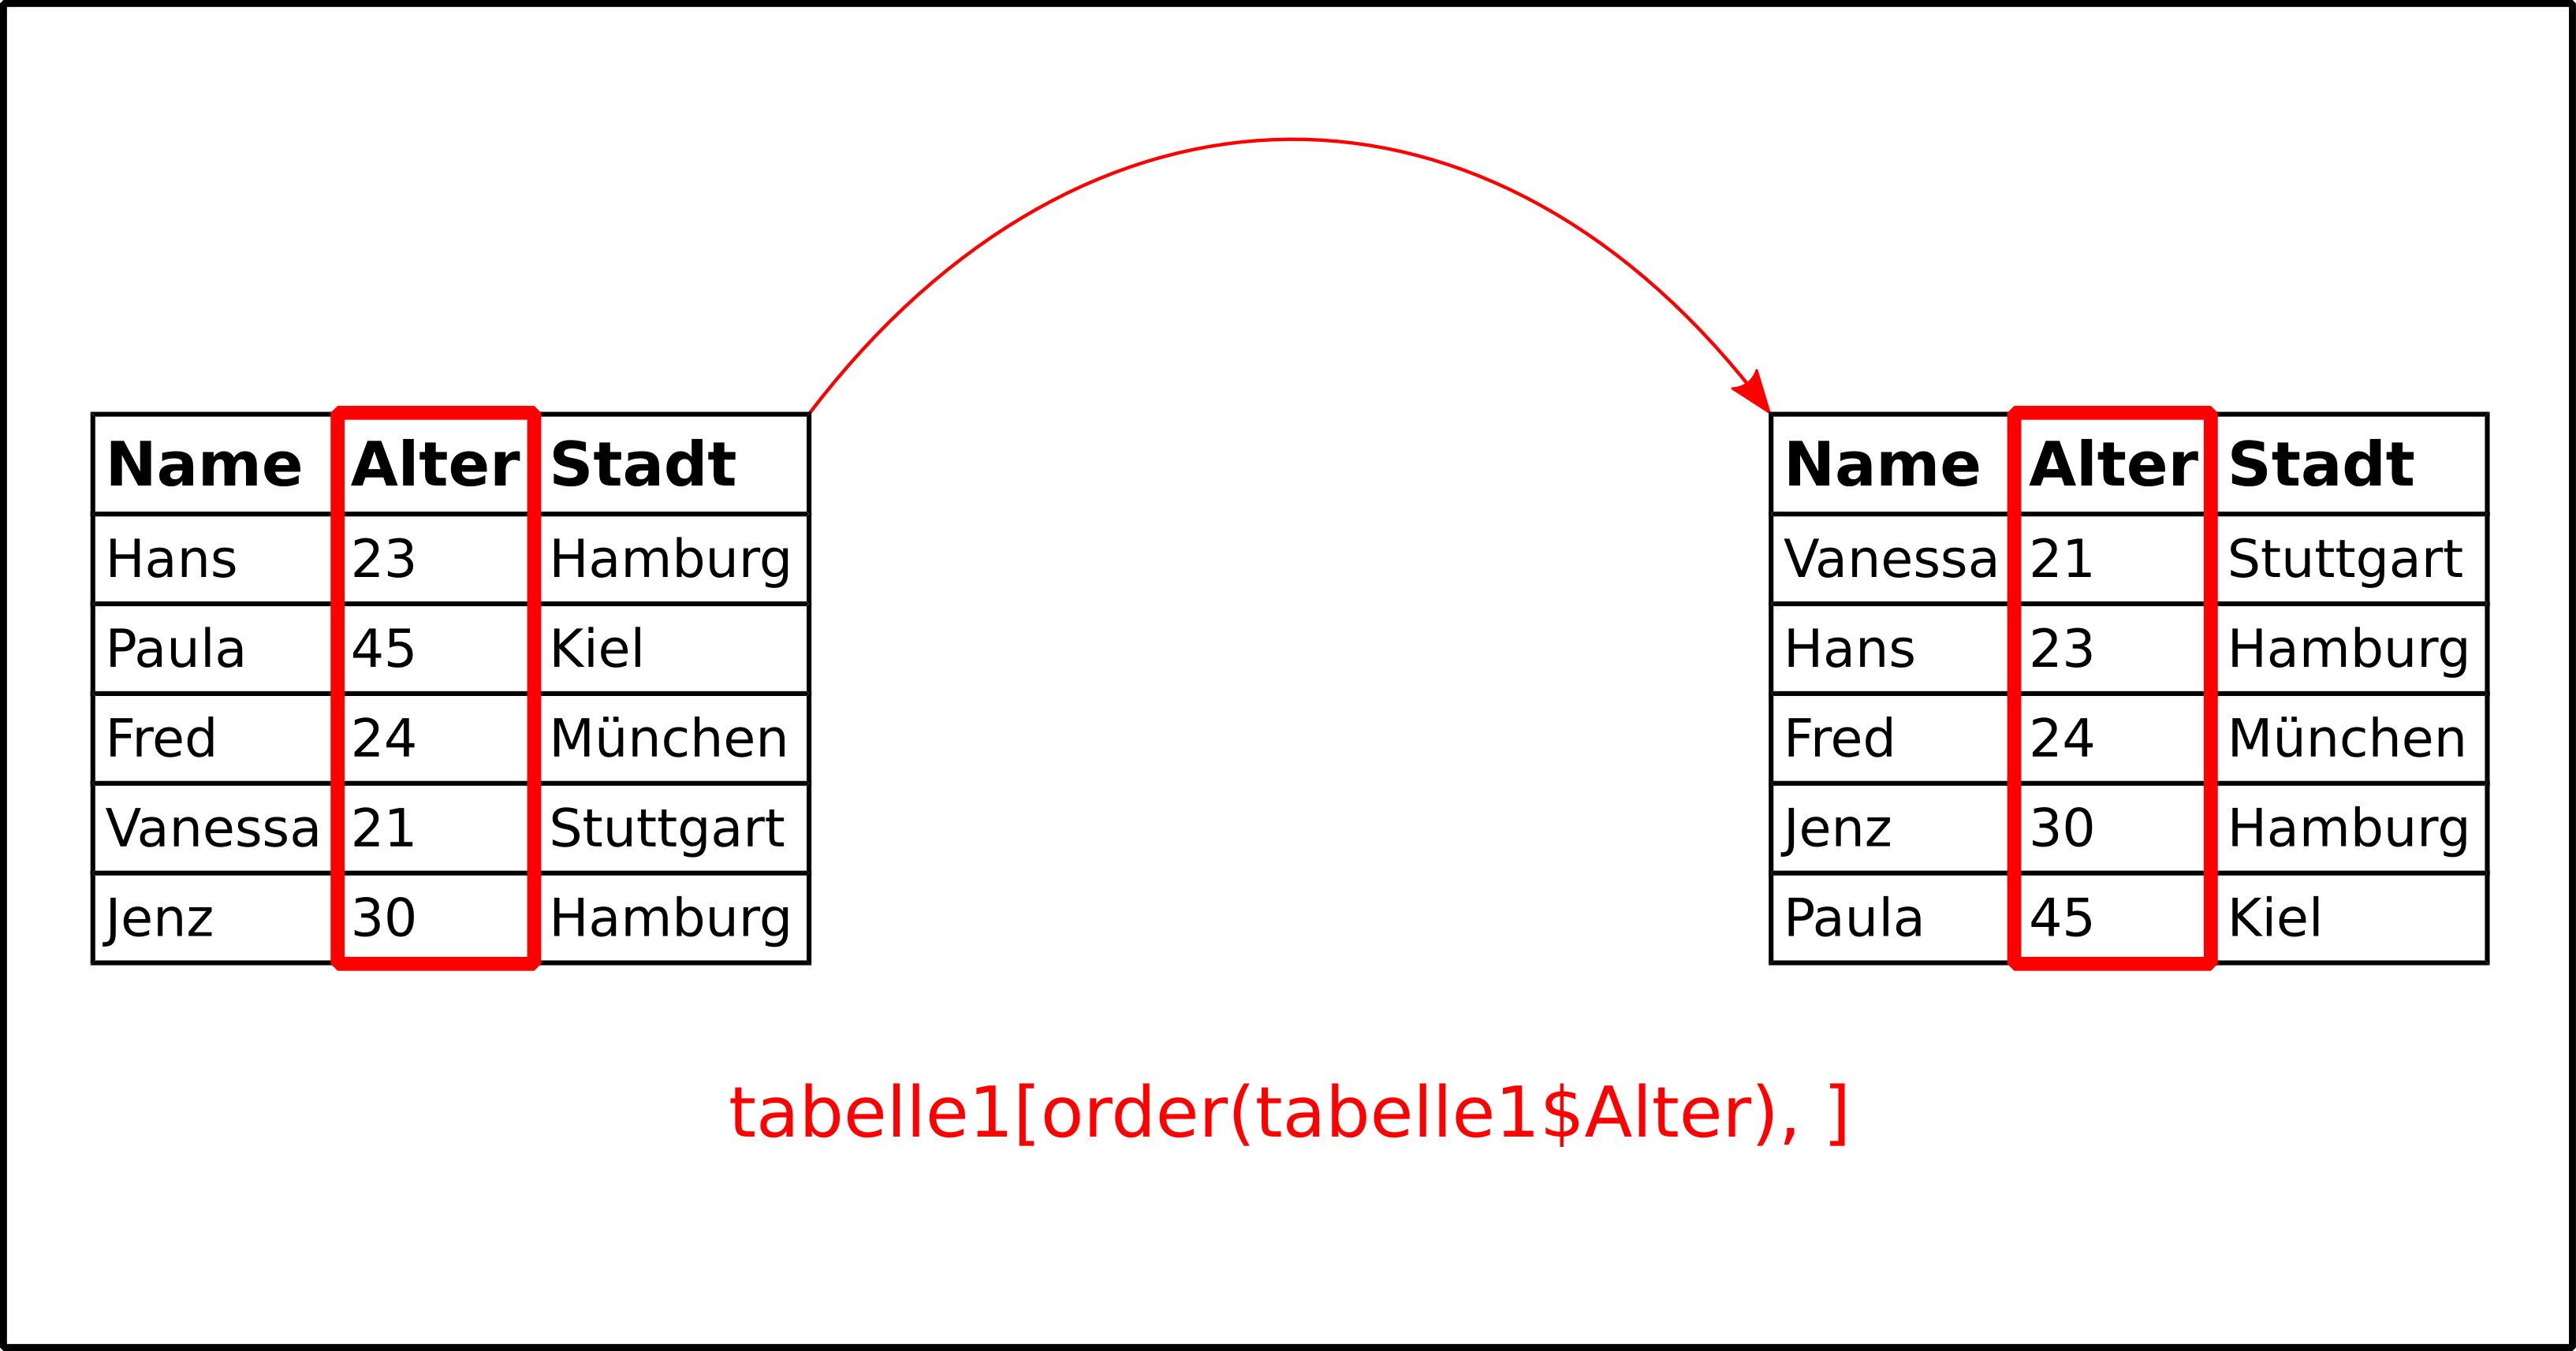 Name Alter Stadt
Hans 23 Hamburg
Paula 45 Kiel
Fred 24 München
Vanessa 21 Stuttgart
Jenz 30 Hamburg
Name Alter Stadt
Vanessa 21 Stuttgart
Hans 23 Hamburg
Fred 24 München
Jenz 30 Hamburg
Paula 45 Kiel
tabelle1[order(tabelle1$Alter), ]